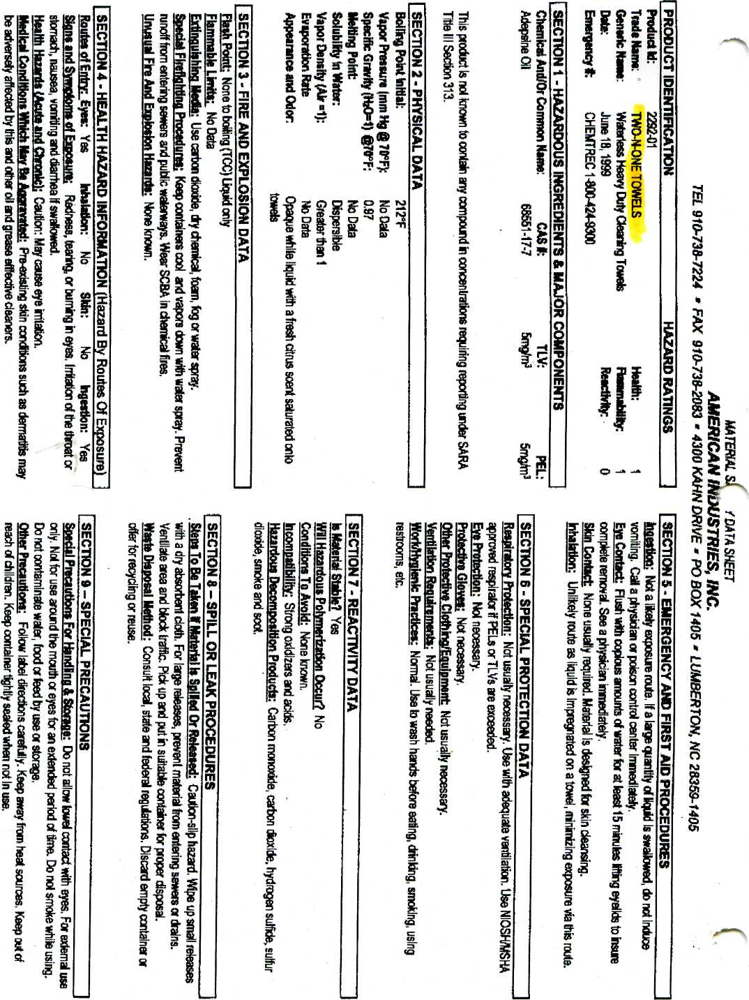 MATERIAL DATA SHEET
AMERICAN INDUSTRIES, INC.
TEL 910-738-7224 • FAX 910-738-2083 • 4300 KAHN DRIVE • PO BOX 1405 • LUMBERTON, NC 28359-1405
PRODUCT IDENTIFICATION HAZARD RATINGS
Product Id: 2292-01
Trade Name: TWO-N-ONE TOWELS Health: 1
Generic Name: Waterless Heavy Duty Cleaning Towels Flammability: 1
Date: June 18, 1999 Reactivity: 0
Emergency #: CHEMTREC 1-800-424-9300
SECTION 1 - HAZARDOUS INGREDIENTS & MAJOR COMPONENTS
Chemical And/Or Common Name: CAS #: TLV: PEL:
Adepsine Oil 68551-17-7 5mg/m³ 5mg/m³
This product is not known to contain any compound in concentrations requiring reporting under SARA
Title III Section 313.
SECTION 2 - PHYSICAL DATA
Boiling Point Initial: 212°F
Vapor Pressure (mm Hg @ 70°F): No Data
Specific Gravity (H₂O=1) @70°F: 0.97
Melting Point: No Data
Solubility in Water: Dispersible
Vapor Density (Air =1): Greater than 1
Evaporation Rate No Data
Appearance and Odor: Opaque white liquid with a fresh citrus scent saturated onto
towels
SECTION 3 - FIRE AND EXPLOSION DATA
Flash Point: None to boiling (TCC) Liquid only
Flammable Limits: No Data
Extinguishing Media: Use carbon dioxide, dry chemical, foam, fog or water spray.
Special Firefighting Procedures: Keep containers cool and vapors down with water spray. Prevent
runoff from entering sewers and public waterways. Wear SCBA in chemical fires.
Unusual Fire And Explosion Hazards: None known.
SECTION 4 - HEALTH HAZARD INFORMATION (Hazard By Routes Of Exposure)
Routes of Entry: Eyes: Yes Inhalation: No Skin: No Ingestion: Yes
Signs and Symptoms of Exposure: Redness, tearing, or burning in eyes. Irritation of the throat or
stomach, nausea, vomiting and diarrhea if swallowed.
Health Hazards (Acute and Chronic): Caution: May cause eye irritation.
Medical Conditions Which May Be Aggravated: Pre-existing skin conditions such as dermatitis may
be adversely affected by this and other oil and grease effective cleaners.
SECTION 5 - EMERGENCY AND FIRST AID PROCEDURES
Ingestion: Not a likely exposure route. If a large quantity of liquid is swallowed, do not induce
vomiting. Call a physician or poison control center immediately.
Eye Contact: Flush with copious amounts of water for at least 15 minutes lifting eyelids to insure
complete removal. See a physician immediately.
Skin Contact: None usually required. Material is designed for skin cleansing.
Inhalation: Unlikely route as liquid is impregnated on a towel, minimizing exposure via this route.
SECTION 6 - SPECIAL PROTECTION DATA
Respiratory Protection: Not usually necessary. Use with adequate ventilation. Use NIOSH/MSHA
approved respirator if PELs or TLVs are exceeded.
Eye Protection: Not necessary.
Protective Gloves: Not necessary.
Other Protective Clothing/Equipment: Not usually necessary.
Ventilation Requirements: Not usually needed.
Work/Hygienic Practices: Normal. Use to wash hands before eating, drinking, smoking, using
restrooms, etc.
SECTION 7 - REACTIVITY DATA
Is Material Stable? Yes
Will Hazardous Polymerization Occur? No
Conditions To Avoid: None known.
Incompatibility: Strong oxidizers and acids.
Hazardous Decomposition Products: Carbon monoxide, carbon dioxide, hydrogen sulfide, sulfur
dioxide, smoke and soot.
SECTION 8 – SPILL OR LEAK PROCEDURES
Steps To Be Taken if Material Is Spilled Or Released: Caution-slip hazard. Wipe up small releases
with a dry absorbent cloth. For large releases, prevent material from entering sewers or drains.
Ventilate area and block traffic. Pick up and put in suitable container for proper disposal.
Waste Disposal Method: Consult local, state and federal regulations. Discard empty container or
offer for recycling or reuse.
SECTION 9 – SPECIAL PRECAUTIONS
Special Precautions For Handling & Storage: Do not allow towel contact with eyes. For external use
only. Not for use around the mouth or eyes for an extended period of time. Do not smoke while using.
Do not contaminate water, food or feed by use or storage.
Other Precautions: Follow label directions carefully. Keep away from heat sources. Keep out of
reach of children. Keep container tightly sealed when not in use.